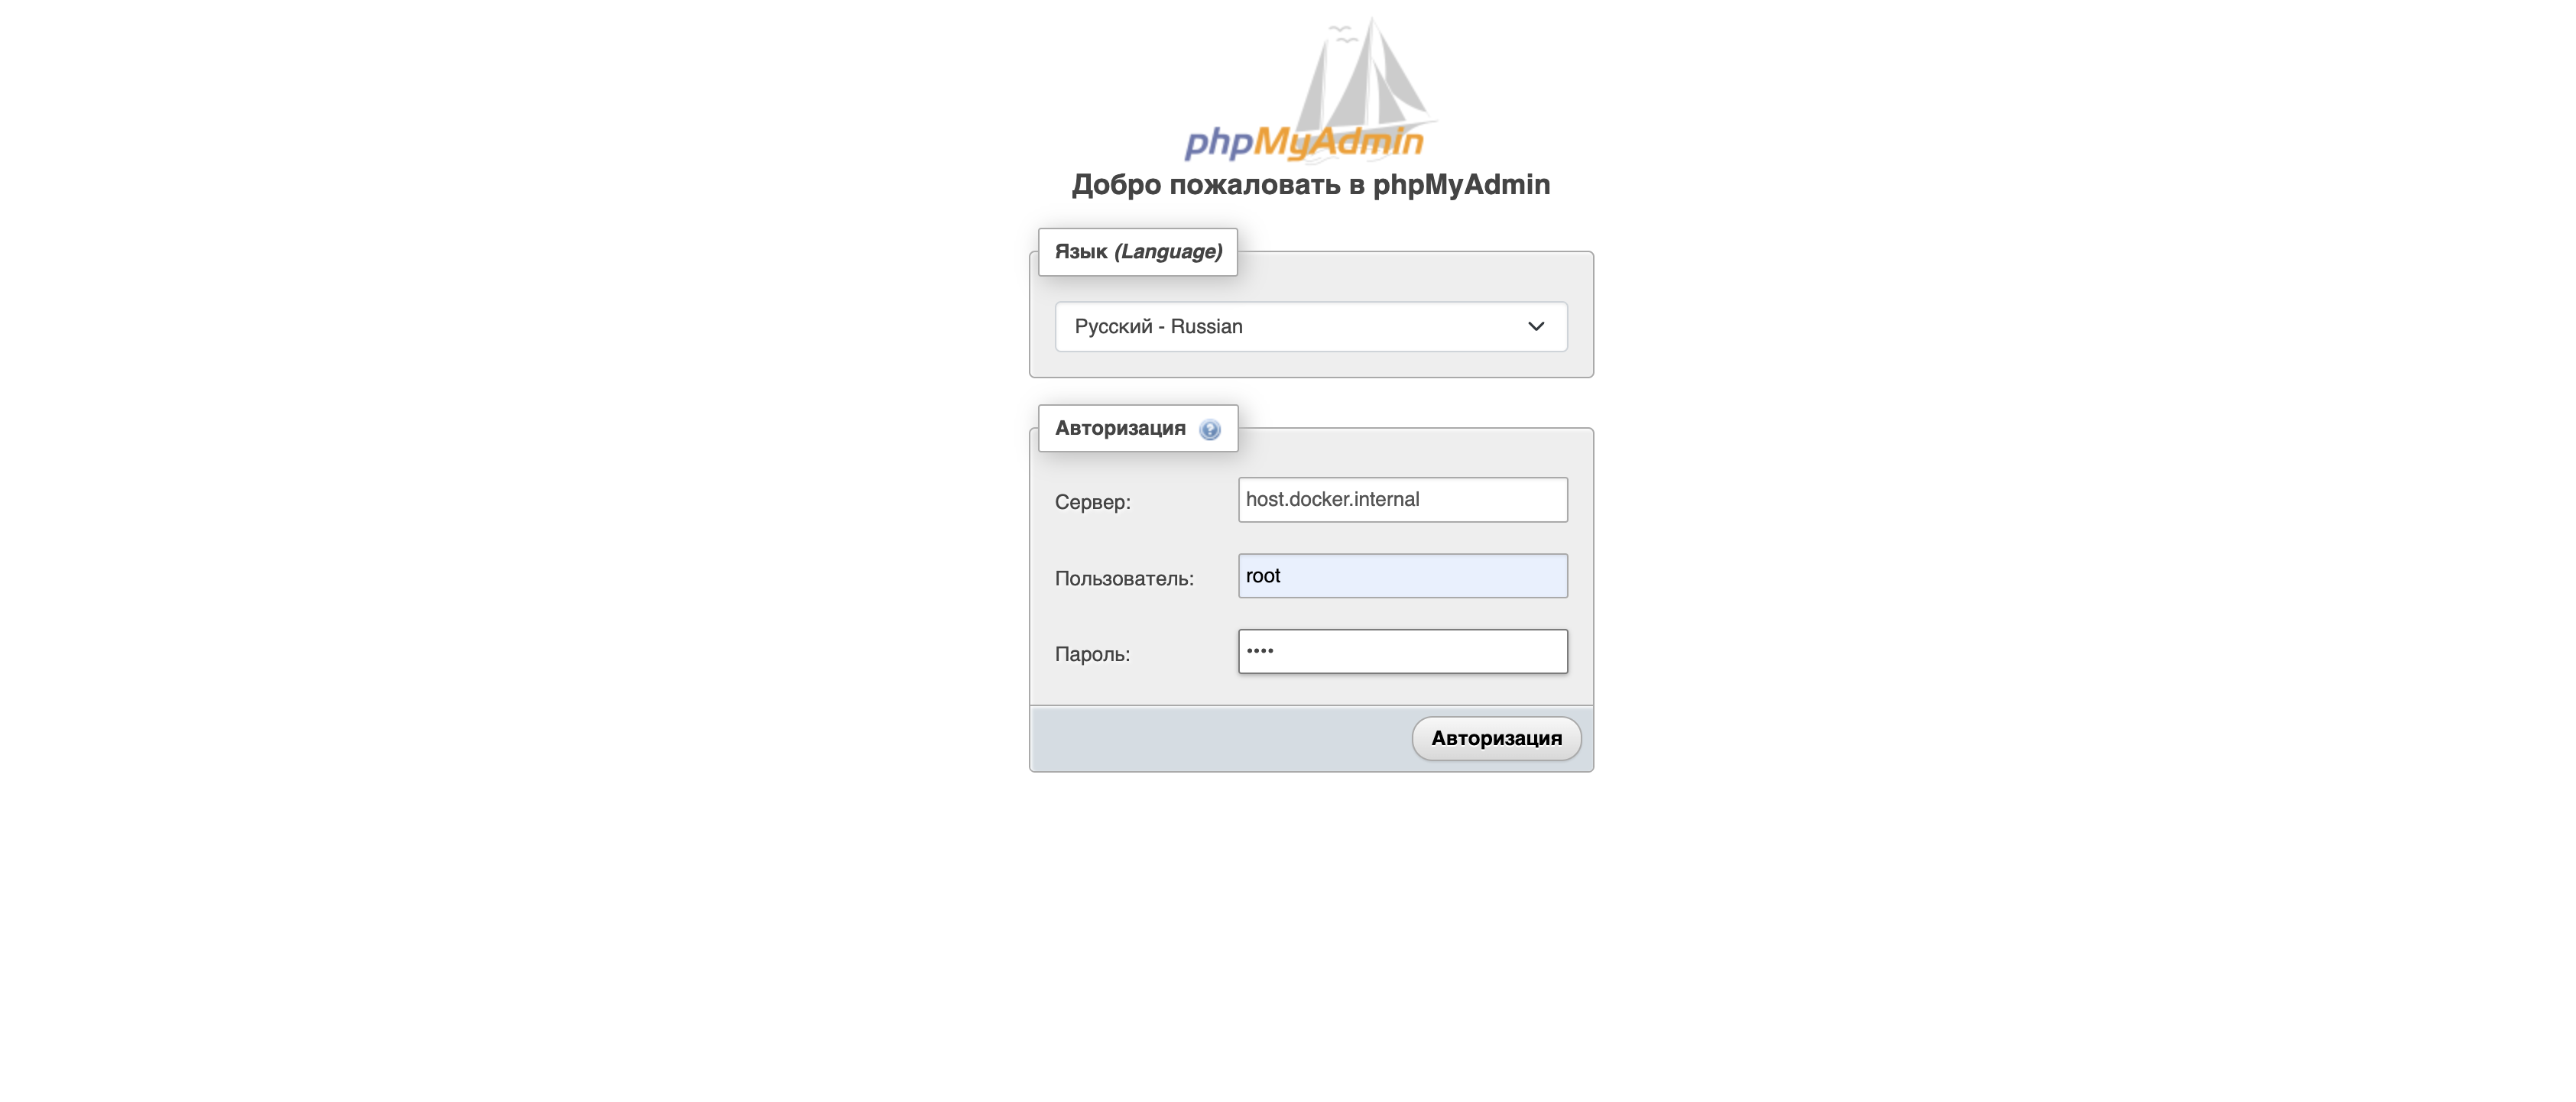 phpMyAdmin
Добро пожаловать в phpMyAdmin
Язык (Language)
Русский - Russian
Авторизация
Сервер: host.docker.internal
Пользователь: root
Пароль: ••••
Авторизация